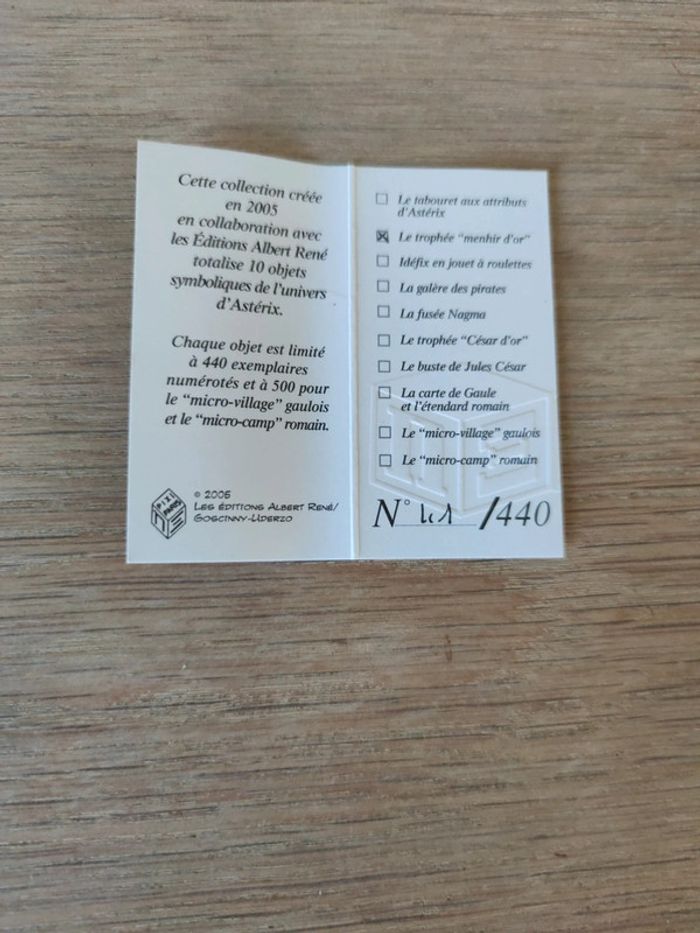 Cette collection créée
en 2005
en collaboration avec
les Éditions Albert René
totalise 10 objets
symboliques de l'univers
d'Astérix.
Chaque objet est limité
à 440 exemplaires
numérotés et à 500 pour
le “micro-village” gaulois
et le “micro-camp” romain.
PIXI
PARIS
© 2005
Les éditions Albert René/
Goscinny-Uderzo
Le tabouret aux attributs
d'Astérix
Le trophée “menhir d'or”
Idéfix en jouet à roulettes
La galère des pirates
La fusée Nagma
Le trophée “César d'or”
Le buste de Jules César
La carte de Gaule
et l'étendard romain
Le “micro-village” gaulois
Le “micro-camp” romain
N° /440